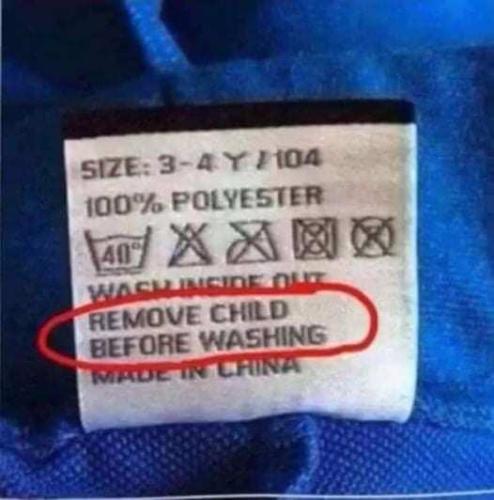 SIZE: 3-4 Y / 104
100% POLYESTER
40°
WASH INSIDE OUT
REMOVE CHILD
BEFORE WASHING
MADE IN CHINA